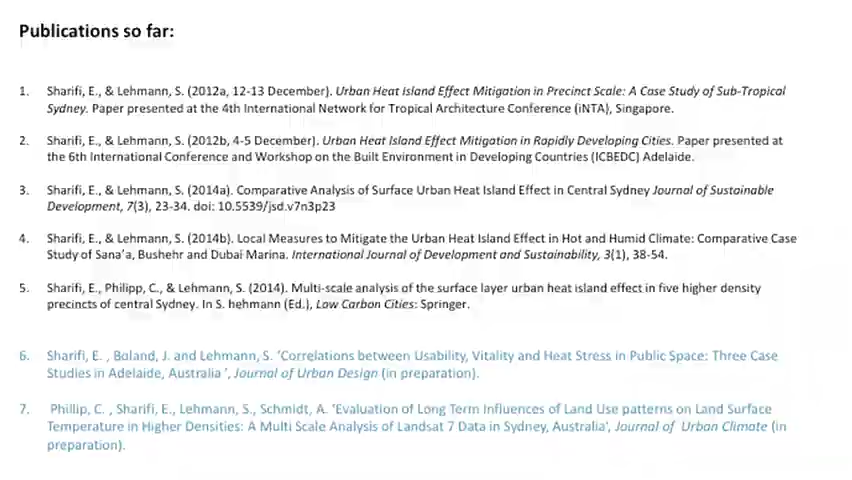 Publications so far:
1. Sharifi, E., & Lehmann, S. (2012a, 12-13 December). Urban Heat Island Effect Mitigation in Precinct Scale: A Case Study of Sub-Tropical
Sydney. Paper presented at the 4th International Network for Tropical Architecture Conference (iNTA), Singapore.
2. Sharifi, E., & Lehmann, S. (2012b, 4-5 December). Urban Heat Island Effect Mitigation in Rapidly Developing Cities. Paper presented at
the 6th International Conference and Workshop on the Built Environment in Developing Countries (ICBEDC) Adelaide.
3. Sharifi, E., & Lehmann, S. (2014a). Comparative Analysis of Surface Urban Heat Island Effect in Central Sydney Journal of Sustainable
Development, 7(3), 23-34. doi: 10.5539/jsd.v7n3p23
4. Sharifi, E., & Lehmann, S. (2014b). Local Measures to Mitigate the Urban Heat Island Effect in Hot and Humid Climate: Comparative Case
Study of Sana'a, Bushehr and Dubai Marina. International Journal of Development and Sustainability, 3(1), 38-54.
5. Sharifi, E., Philipp, C., & Lehmann, S. (2014). Multi-scale analysis of the surface layer urban heat island effect in five higher density
precincts of central Sydney. In S. hehmann (Ed.), Low Carbon Cities: Springer.
6. Sharifi, E. , Boland, J. and Lehmann, S. 'Correlations between Usability, Vitality and Heat Stress in Public Space: Three Case
Studies in Adelaide, Australia ', Journal of Urban Design (in preparation).
7. Phillip, C. , Sharifi, E., Lehmann, S., Schmidt, A. 'Evaluation of Long Term Influences of Land Use patterns on Land Surface
Temperature in Higher Densities: A Multi Scale Analysis of Landsat 7 Data in Sydney, Australia', Journal of Urban Climate (in
preparation).